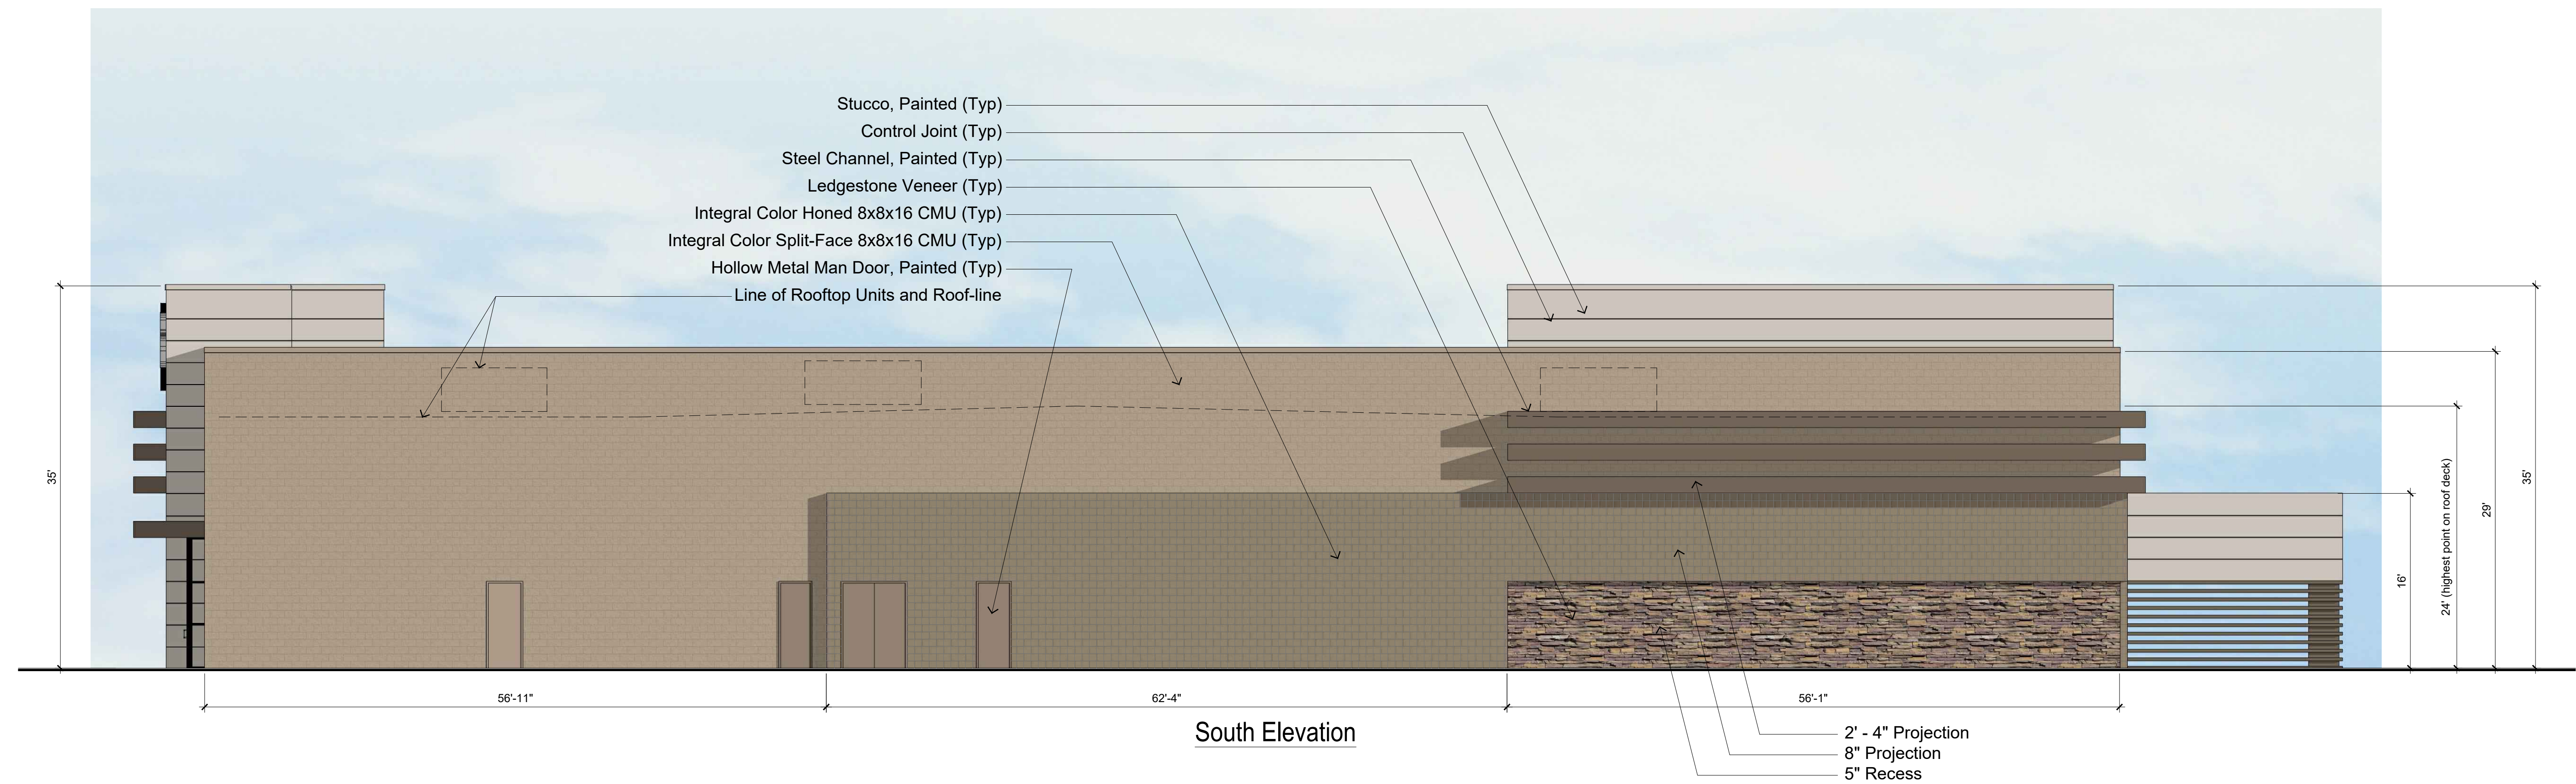 Stucco, Painted (Typ)
Control Joint (Typ)
Steel Channel, Painted (Typ)
Ledgestone Veneer (Typ)
Integral Color Honed 8x8x16 CMU (Typ)
Integral Color Split-Face 8x8x16 CMU (Typ)
Hollow Metal Man Door, Painted (Typ)
Line of Rooftop Units and Roof-line
35'
35'
29'
24' (highest point on roof deck)
16'
56'-11"
62'-4"
56'-1"
South Elevation
2' - 4" Projection
8" Projection
5" Recess